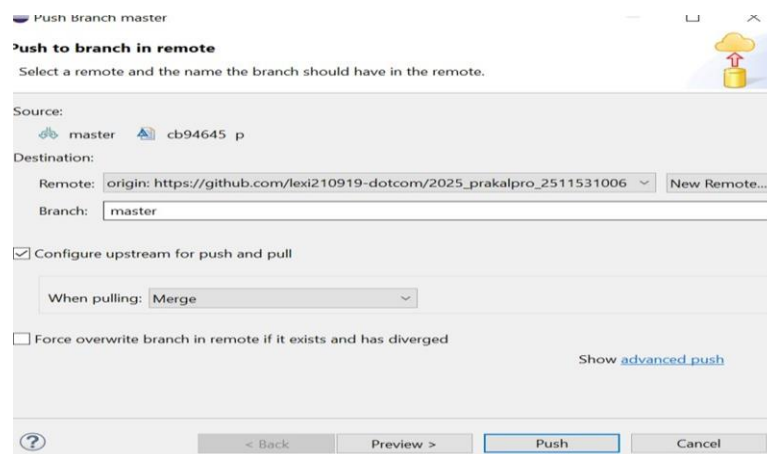 Push Branch master
Push to branch in remote
Select a remote and the name the branch should have in the remote.
Source:
master cb94645 p
Destination:
Remote: origin: https://github.com/lexi210919-dotcom/2025_prakalpro_2511531006 New Remote...
Branch: master
Configure upstream for push and pull
When pulling: Merge
Force overwrite branch in remote if it exists and has diverged
Show advanced push
? < Back Preview > Push Cancel